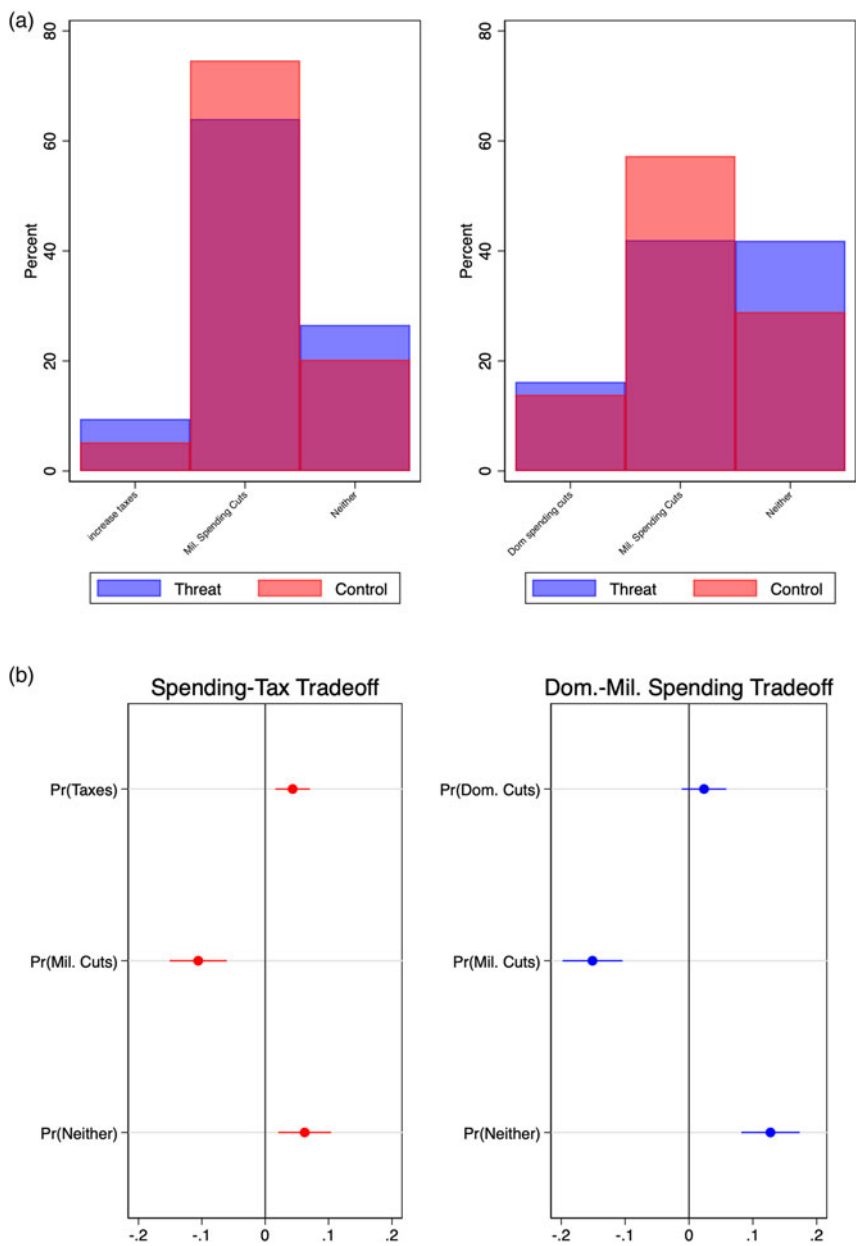 (a)
80
60
40
20
0
Percent
increase taxes
Mil. Spending Cuts
Neither
Threat
Control
80
60
40
20
0
Percent
Dom spending cuts
Mil. Spending Cuts
Neither
Threat
Control
(b)
Spending-Tax Tradeoff
Pr(Taxes)
Pr(Mil. Cuts)
Pr(Neither)
-.2 -.1 0 .1 .2
Dom.-Mil. Spending Tradeoff
Pr(Dom. Cuts)
Pr(Mil. Cuts)
Pr(Neither)
-.2 -.1 0 .1 .2